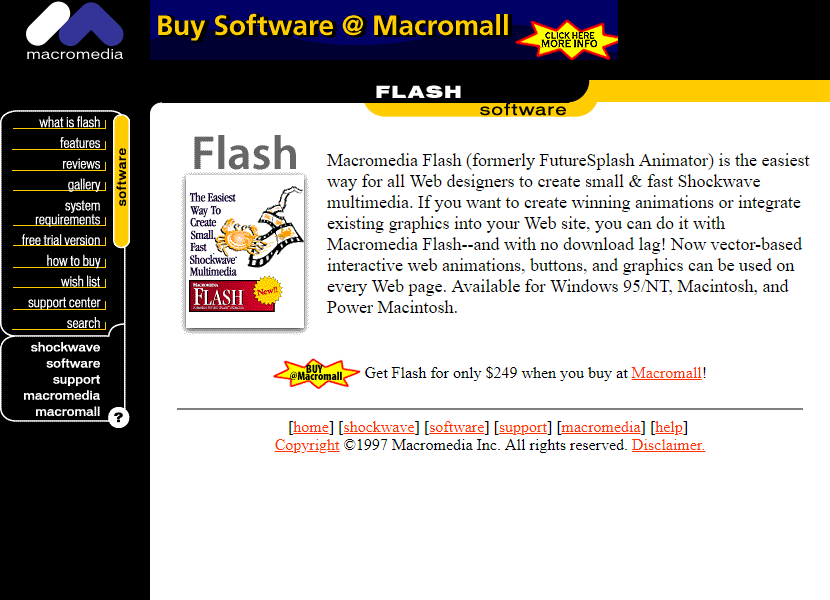 macromedia
Buy Software @ Macromall
CLICK HERE
MORE INFO
FLASH
software
what is flash
features
reviews
gallery
system
requirements
free trial version
how to buy
wish list
support center
search
software
shockwave
software
support
macromedia
macromall
?
Flash
The Easiest
Way To
Create
Small,
Fast
Shockwave
Multimedia
MACROMEDIA
FLASH
New!!
Macromedia Flash (formerly FutureSplash Animator) is the easiest
way for all Web designers to create small & fast Shockwave
multimedia. If you want to create winning animations or integrate
existing graphics into your Web site, you can do it with
Macromedia Flash--and with no download lag! Now vector-based
interactive web animations, buttons, and graphics can be used on
every Web page. Available for Windows 95/NT, Macintosh, and
Power Macintosh.
BUY
@Macromall
Get Flash for only $249 when you buy at Macromall!
[home] [shockwave] [software] [support] [macromedia] [help]
Copyright ©1997 Macromedia Inc. All rights reserved. Disclaimer.